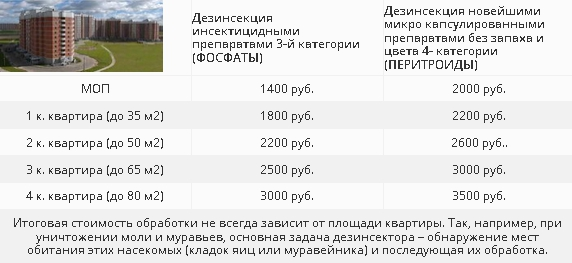 Дезинсекция
инсектицидными
препаратами 3-й категории
(ФОСФАТЫ)
Дезинсекция новейшими
микро капсулированными
препаратами без запаха и
цвета 4- категории
(ПЕРИТРОИДЫ)
МОП 1400 руб. 2000 руб.
1 к. квартира (до 35 м2) 1800 руб. 2200 руб.
2 к. квартира (до 50 м2) 2200 руб. 2600 руб..
3 к. квартира (до 65 м2) 2500 руб. 3000 руб.
4 к. квартира (до 80 м2) 3000 руб. 3500 руб.
Итоговая стоимость обработки не всегда зависит от площади квартиры. Так, например, при
уничтожении моли и муравьев, основная задача дезинсектора – обнаружение мест
обитания этих насекомых (кладок яиц или муравейника) и последующая их обработка.